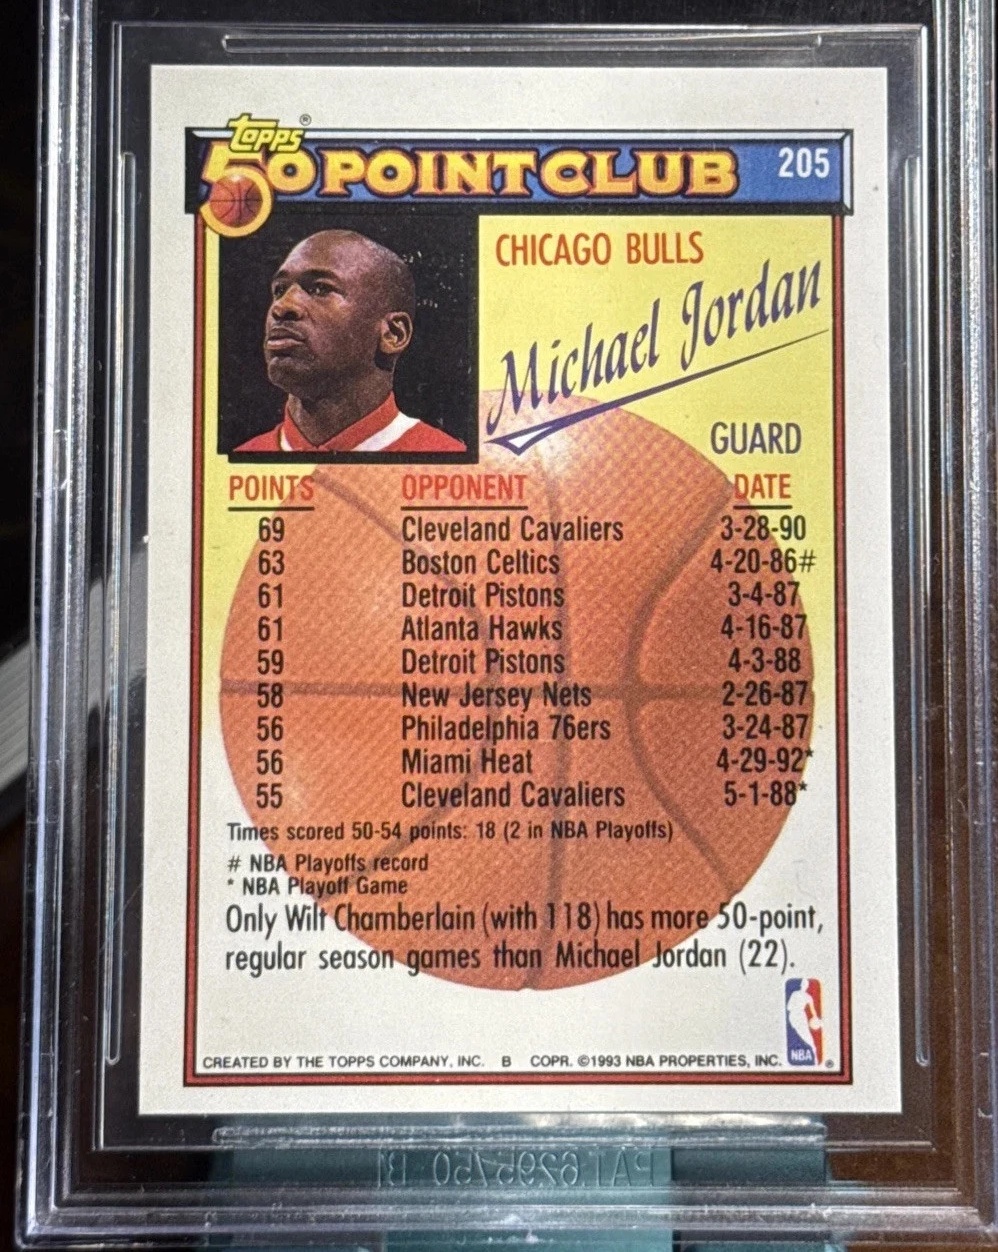 Topps®
50 POINT CLUB 205
CHICAGO BULLS
Michael Jordan
GUARD
POINTS OPPONENT DATE
69 Cleveland Cavaliers 3-28-90
63 Boston Celtics 4-20-86#
61 Detroit Pistons 3-4-87
61 Atlanta Hawks 4-16-87
59 Detroit Pistons 4-3-88
58 New Jersey Nets 2-26-87
56 Philadelphia 76ers 3-24-87
56 Miami Heat 4-29-92*
55 Cleveland Cavaliers 5-1-88*
Times scored 50-54 points: 18 (2 in NBA Playoffs)
# NBA Playoffs record
* NBA Playoff Game
Only Wilt Chamberlain (with 118) has more 50-point,
regular season games than Michael Jordan (22).
NBA ®
CREATED BY THE TOPPS COMPANY, INC. B COPR. ©1993 NBA PROPERTIES, INC.